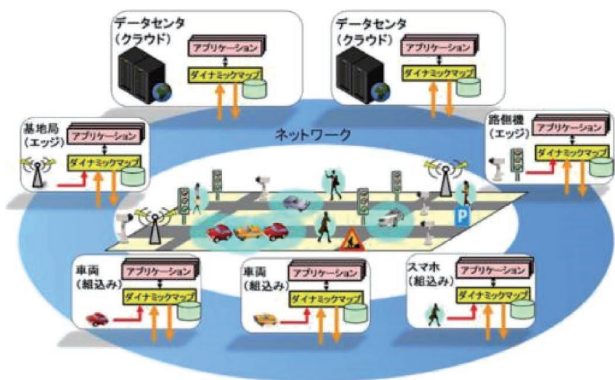 データセンタ
(クラウド)
アプリケーション
ダイナミックマップ
データセンタ
(クラウド)
アプリケーション
ダイナミックマップ
基地局
(エッジ)
アプリケーション
ダイナミックマップ
ネットワーク
路側機
(エッジ)
アプリケーション
ダイナミックマップ
P
車両
(組込み)
アプリケーション
ダイナミックマップ
車両
(組込み)
アプリケーション
ダイナミックマップ
スマホ
(組込み)
アプリケーション
ダイナミックマップ